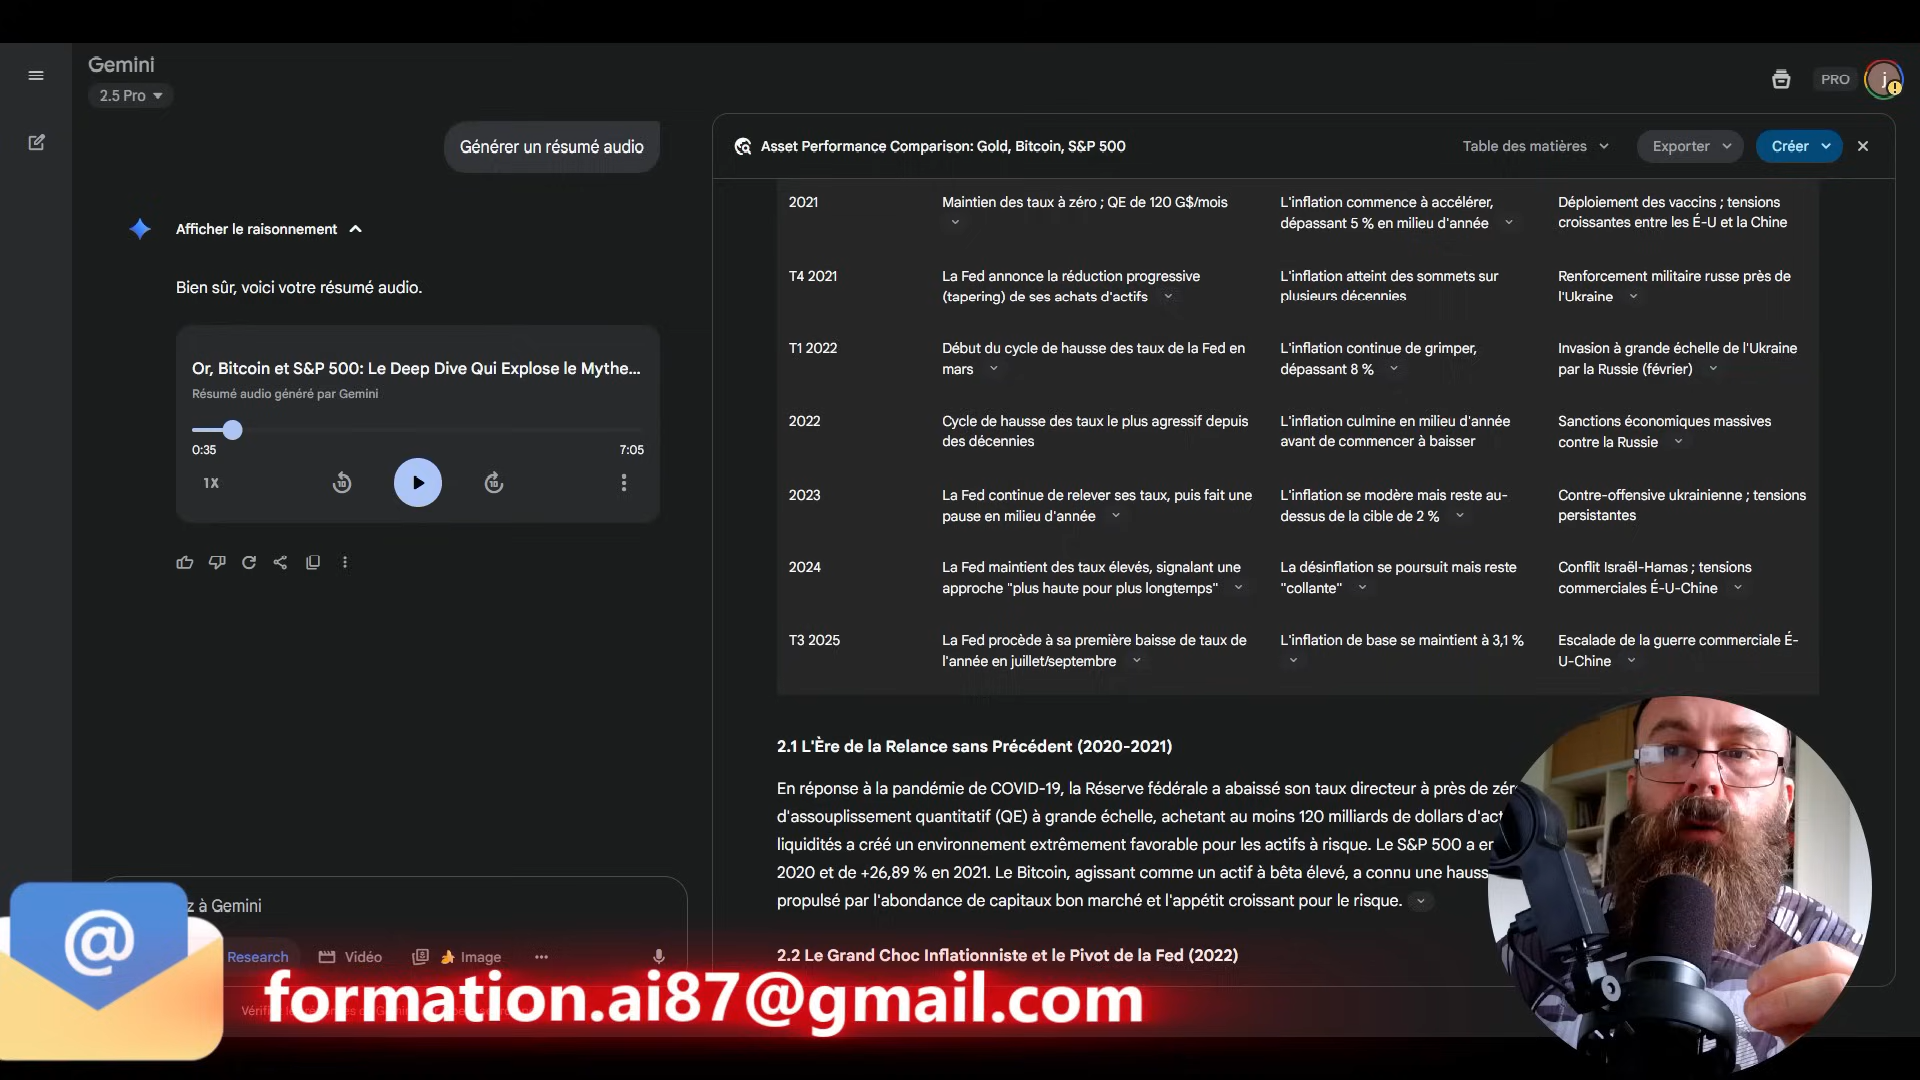 Gemini
2.5 Pro
PRO
j
Générer un résumé audio
Afficher le raisonnement
Bien sûr, voici votre résumé audio.
Or, Bitcoin et S&P 500: Le Deep Dive Qui Explose le Mythe...
Résumé audio généré par Gemini
0:35
7:05
1X
10
10
z à Gemini
Research
Vidéo
Image
Asset Performance Comparison: Gold, Bitcoin, S&P 500
Table des matières
Exporter
Créer
2021
Maintien des taux à zéro ; QE de 120 G$/mois
L'inflation commence à accélérer,
dépassant 5 % en milieu d'année
Déploiement des vaccins ; tensions
croissantes entre les É-U et la Chine
T4 2021
La Fed annonce la réduction progressive
(tapering) de ses achats d'actifs
L'inflation atteint des sommets sur
plusieurs décennies
Renforcement militaire russe près de
l'Ukraine
T1 2022
Début du cycle de hausse des taux de la Fed en
mars
L'inflation continue de grimper,
dépassant 8 %
Invasion à grande échelle de l'Ukraine
par la Russie (février)
2022
Cycle de hausse des taux le plus agressif depuis
des décennies
L'inflation culmine en milieu d'année
avant de commencer à baisser
Sanctions économiques massives
contre la Russie
2023
La Fed continue de relever ses taux, puis fait une
pause en milieu d'année
L'inflation se modère mais reste au-
dessus de la cible de 2 %
Contre-offensive ukrainienne ; tensions
persistantes
2024
La Fed maintient des taux élevés, signalant une
approche "plus haute pour plus longtemps"
La désinflation se poursuit mais reste
"collante"
Conflit Israël-Hamas ; tensions
commerciales É-U-Chine
T3 2025
La Fed procède à sa première baisse de taux de
l'année en juillet/septembre
L'inflation de base se maintient à 3,1 %
Escalade de la guerre commerciale É-
U-Chine
2.1 L'Ère de la Relance sans Précédent (2020-2021)
En réponse à la pandémie de COVID-19, la Réserve fédérale a abaissé son taux directeur à près de zér
d'assouplissement quantitatif (QE) à grande échelle, achetant au moins 120 milliards de dollars d'act
liquidités a créé un environnement extrêmement favorable pour les actifs à risque. Le S&P 500 a e
2020 et de +26,89 % en 2021. Le Bitcoin, agissant comme un actif à bêta élevé, a connu une hauss
propulsé par l'abondance de capitaux bon marché et l'appétit croissant pour le risque.
2.2 Le Grand Choc Inflationniste et le Pivot de la Fed (2022)
@
formation.ai87@gmail.com